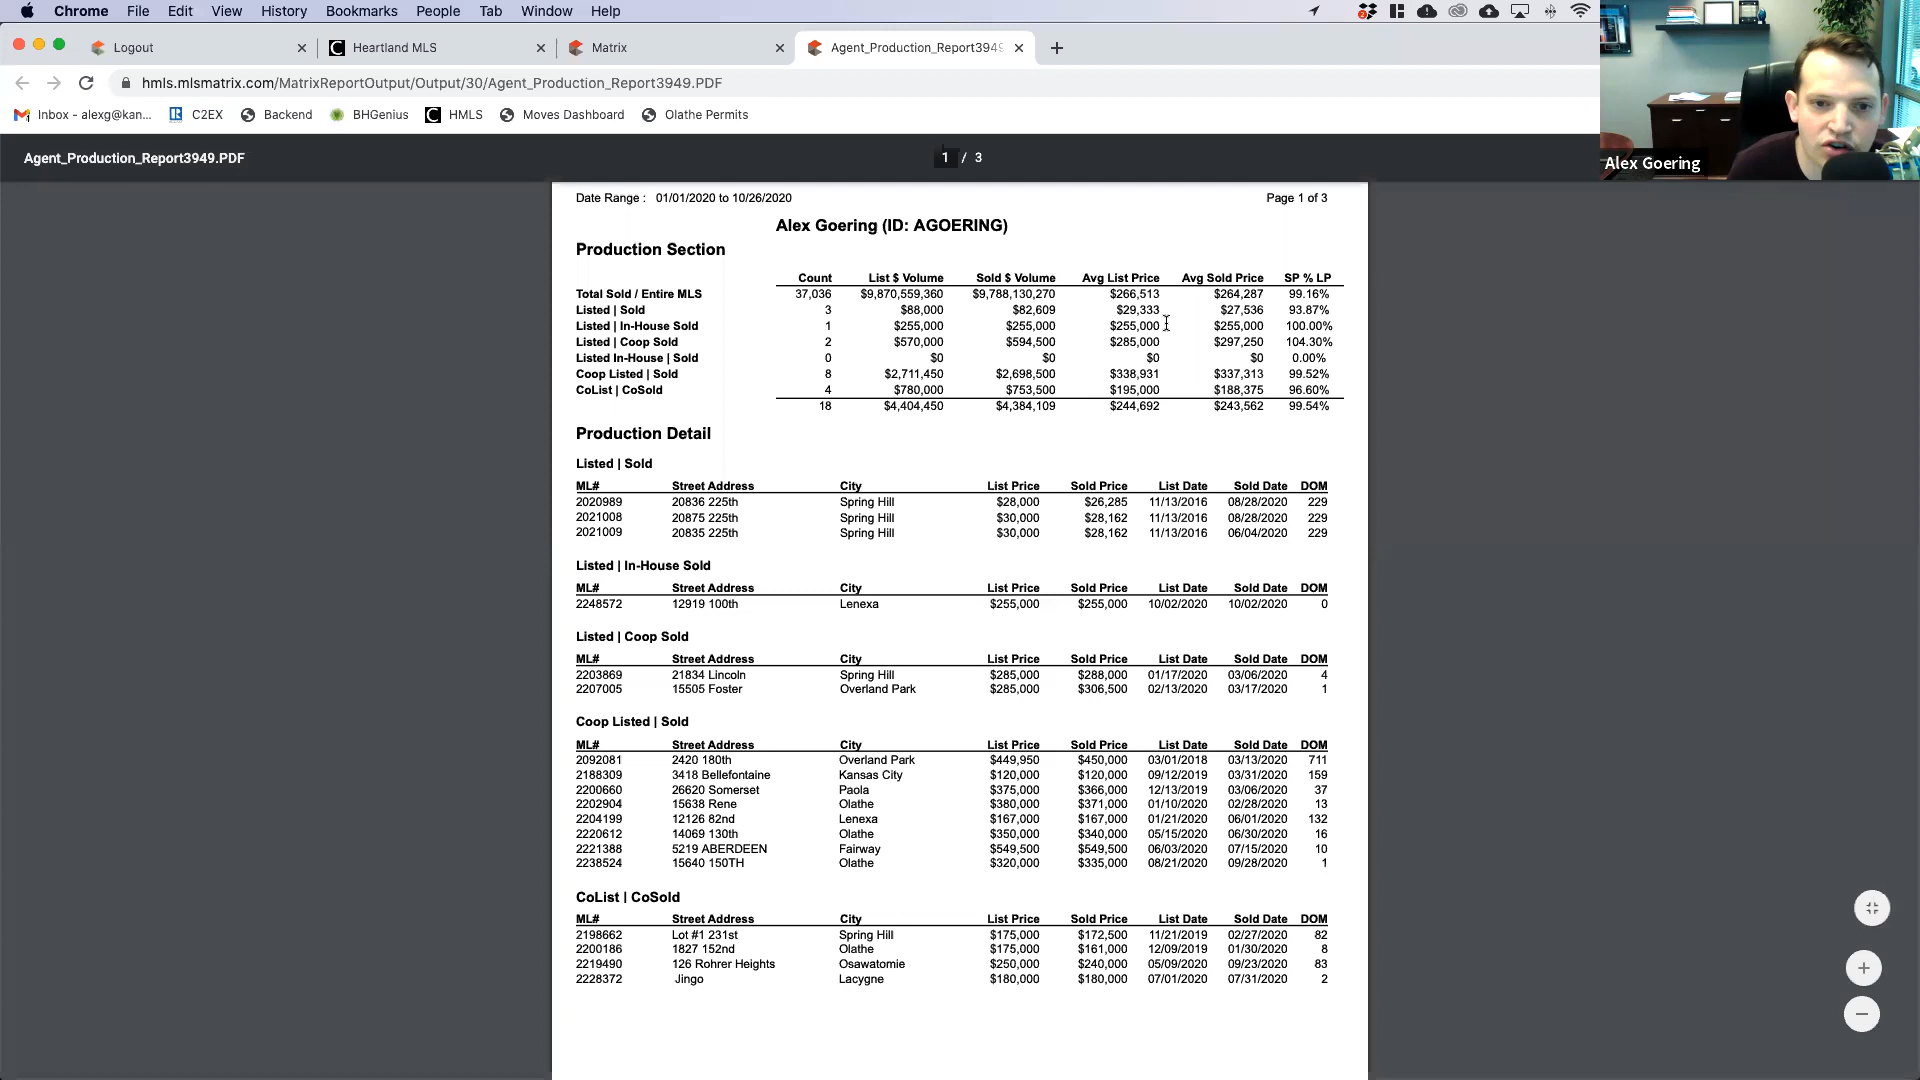 Chrome File Edit View History Bookmarks People Tab Window Help
Logout Heartland MLS Matrix Agent_Production_Report3949
hmls.mlsmatrix.com/MatrixReportOutput/Output/30/Agent_Production_Report3949.PDF
Inbox - alexg@kan... C2EX Backend BHGenius HMLS Moves Dashboard Olathe Permits
Alex Goering
Agent_Production_Report3949.PDF 1 / 3
Date Range : 01/01/2020 to 10/26/2020 Page 1 of 3
Alex Goering (ID: AGOERING)
Production Section
Count List $ Volume Sold $ Volume Avg List Price Avg Sold Price SP % LP
Total Sold / Entire MLS 37,036 $9,870,559,360 $9,788,130,270 $266,513 $264,287 99.16%
Listed | Sold 3 $88,000 $82,609 $29,333 $27,536 93.87%
Listed | In-House Sold 1 $255,000 $255,000 $255,000 $255,000 100.00%
Listed | Coop Sold 2 $570,000 $594,500 $285,000 $297,250 104.30%
Listed In-House | Sold 0 $0 $0 $0 $0 0.00%
Coop Listed | Sold 8 $2,711,450 $2,698,500 $338,931 $337,313 99.52%
CoList | CoSold 4 $780,000 $753,500 $195,000 $188,375 96.60%
18 $4,404,450 $4,384,109 $244,692 $243,562 99.54%
Production Detail
Listed | Sold
ML# Street Address City List Price Sold Price List Date Sold Date DOM
2020989 20836 225th Spring Hill $28,000 $26,285 11/13/2016 08/28/2020 229
2021008 20875 225th Spring Hill $30,000 $28,162 11/13/2016 08/28/2020 229
2021009 20835 225th Spring Hill $30,000 $28,162 11/13/2016 06/04/2020 229
Listed | In-House Sold
ML# Street Address City List Price Sold Price List Date Sold Date DOM
2248572 12919 100th Lenexa $255,000 $255,000 10/02/2020 10/02/2020 0
Listed | Coop Sold
ML# Street Address City List Price Sold Price List Date Sold Date DOM
2203869 21834 Lincoln Spring Hill $285,000 $288,000 01/17/2020 03/06/2020 4
2207005 15505 Foster Overland Park $285,000 $306,500 02/13/2020 03/17/2020 1
Coop Listed | Sold
ML# Street Address City List Price Sold Price List Date Sold Date DOM
2092081 2420 180th Overland Park $449,950 $450,000 03/01/2018 03/13/2020 711
2188309 3418 Bellefontaine Kansas City $120,000 $120,000 09/12/2019 03/31/2020 159
2200660 26620 Somerset Paola $375,000 $366,000 12/13/2019 03/06/2020 37
2202904 15638 Rene Olathe $380,000 $371,000 01/10/2020 02/28/2020 13
2204199 12126 82nd Lenexa $167,000 $167,000 01/21/2020 06/01/2020 132
2220612 14069 130th Olathe $350,000 $340,000 05/15/2020 06/30/2020 16
2221388 5219 ABERDEEN Fairway $549,500 $549,500 06/03/2020 07/15/2020 10
2238524 15640 150TH Olathe $320,000 $335,000 08/21/2020 09/28/2020 1
CoList | CoSold
ML# Street Address City List Price Sold Price List Date Sold Date DOM
2198662 Lot #1 231st Spring Hill $175,000 $172,500 11/21/2019 02/27/2020 82
2200186 1827 152nd Olathe $175,000 $161,000 12/09/2019 01/30/2020 8
2219490 126 Rohrer Heights Osawatomie $250,000 $240,000 05/09/2020 09/23/2020 83
2228372 Jingo Lacygne $180,000 $180,000 07/01/2020 07/31/2020 2